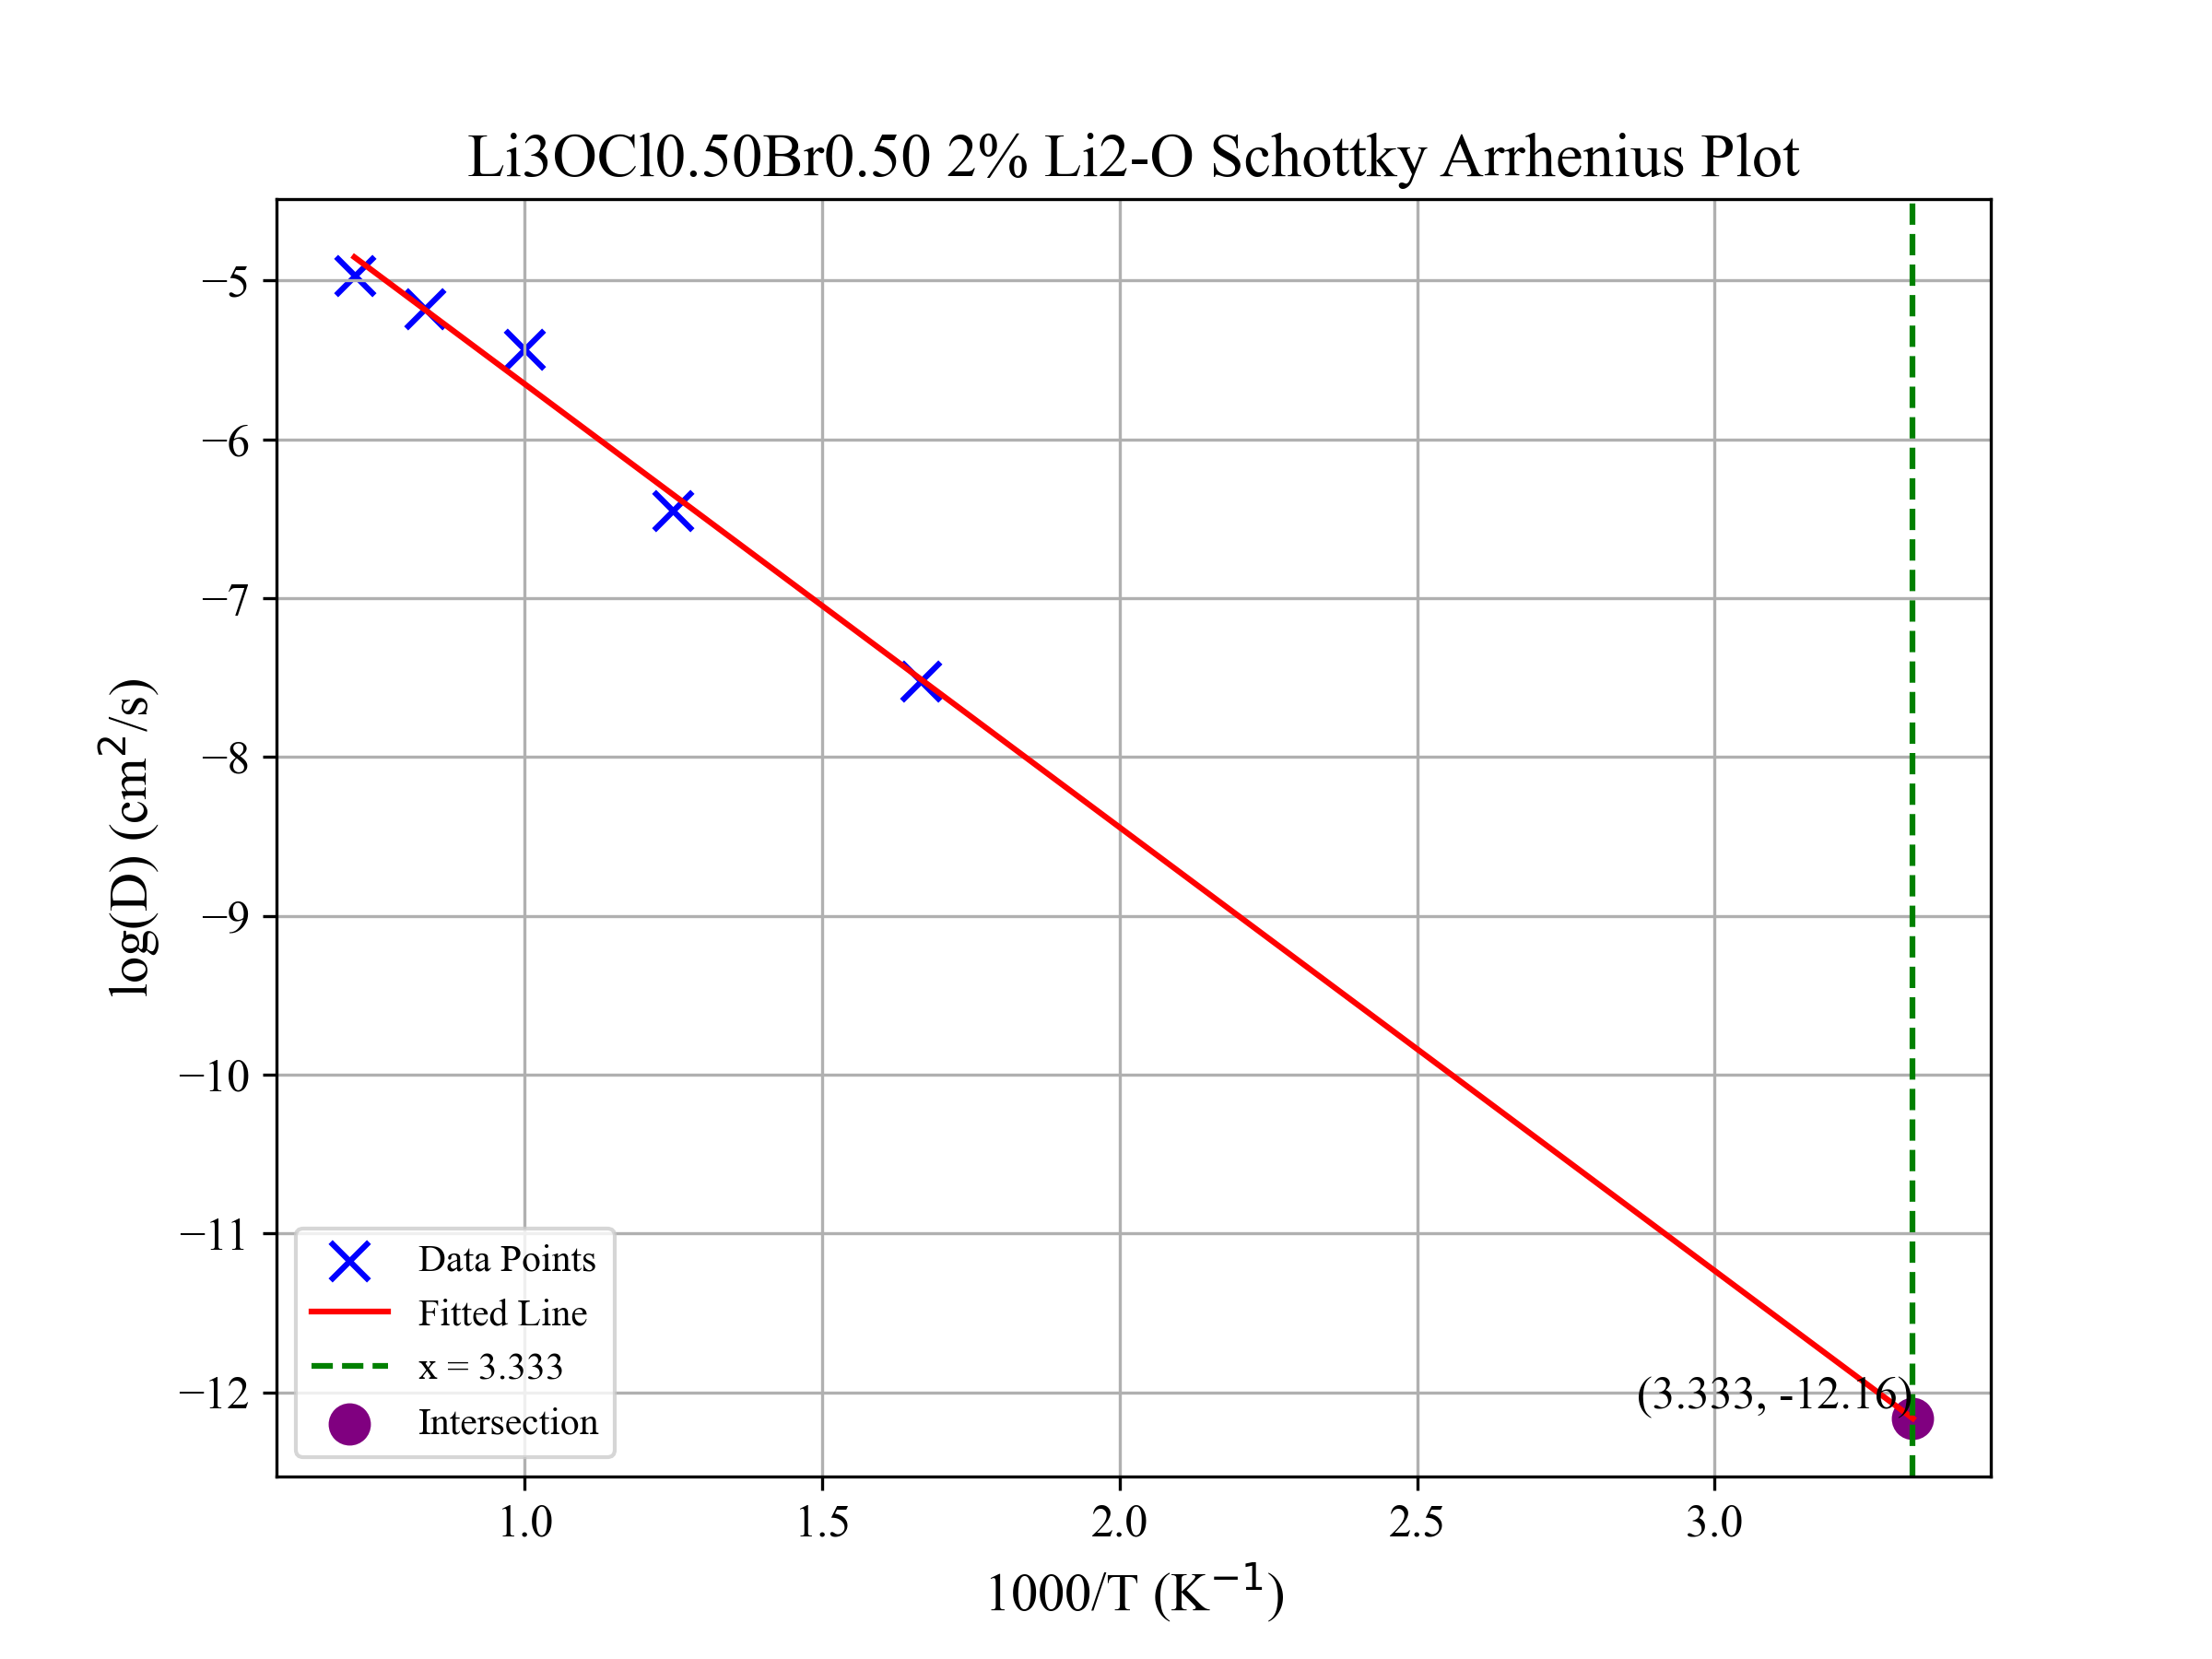 Li3OCl0.50Br0.50 2% Li2-O Schottky Arrhenius Plot
log(D) (cm²/s)
−5
−6
−7
−8
−9
−10
−11
−12
(3.333, -12.16)
Data Points
Fitted Line
x = 3.333
Intersection
1.0 1.5 2.0 2.5 3.0
1000/T (K⁻¹)